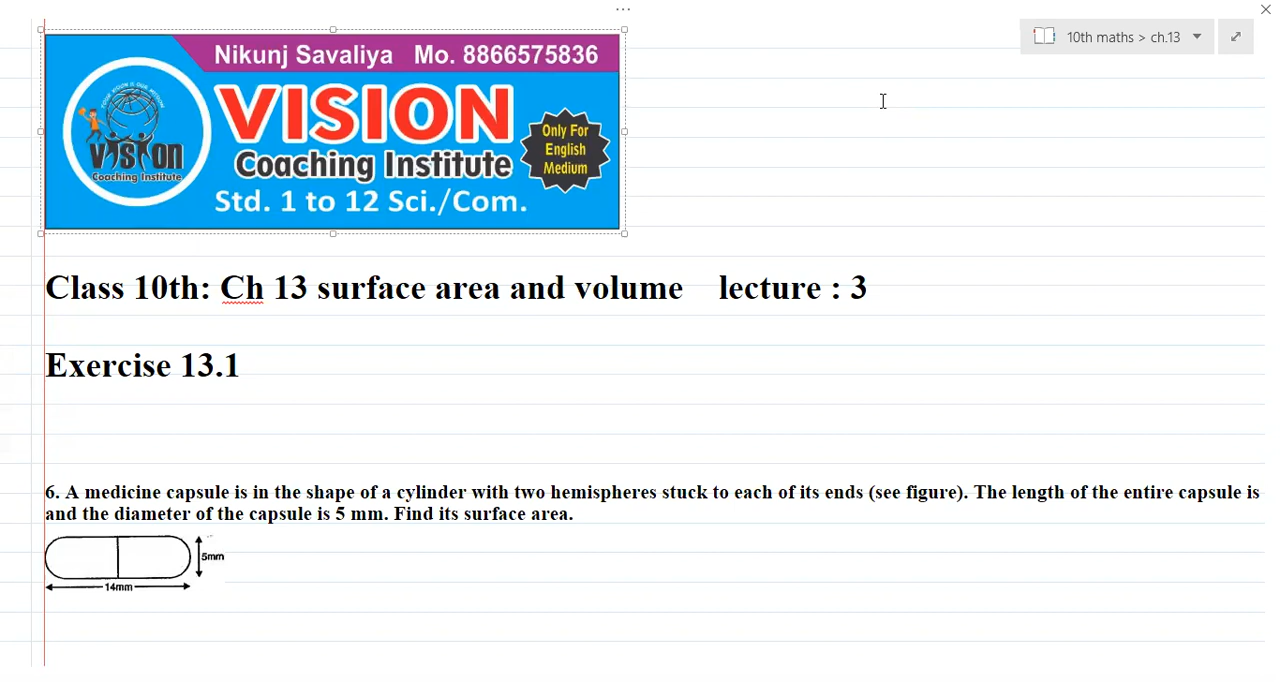 10th maths > ch.13
Nikunj Savaliya Mo. 8866575836
VISION
Coaching Institute
Only For
English
Medium
Std. 1 to 12 Sci./Com.
VISION
Coaching Institute
Class 10th: Ch 13 surface area and volume lecture : 3
Exercise 13.1
6. A medicine capsule is in the shape of a cylinder with two hemispheres stuck to each of its ends (see figure). The length of the entire capsule is
and the diameter of the capsule is 5 mm. Find its surface area.
5mm
14mm